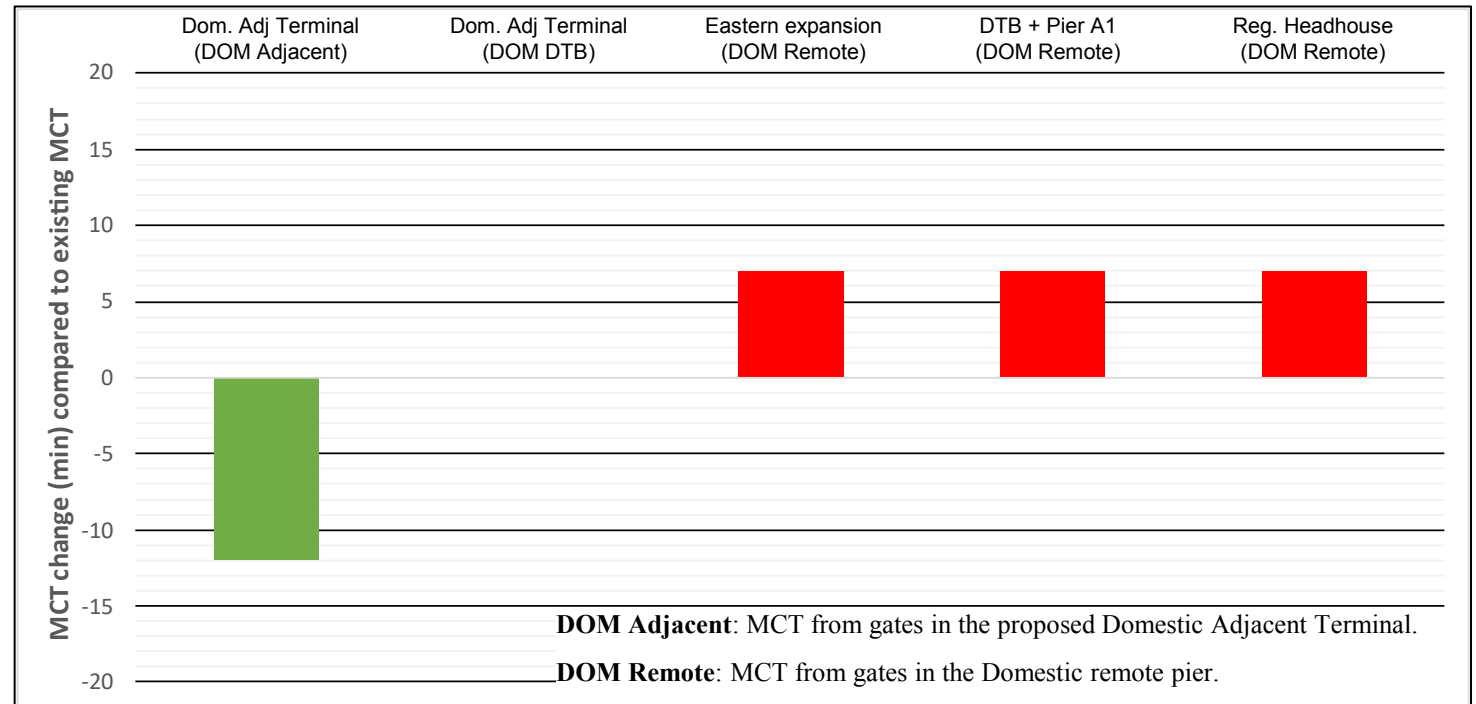 Dom. Adj Terminal
(DOM Adjacent)
Dom. Adj Terminal
(DOM DTB)
Eastern expansion
(DOM Remote)
DTB + Pier A1
(DOM Remote)
Reg. Headhouse
(DOM Remote)
MCT change (min) compared to existing MCT
20
15
10
5
0
-5
-10
-15
-20
DOM Adjacent: MCT from gates in the proposed Domestic Adjacent Terminal.
DOM Remote: MCT from gates in the Domestic remote pier.